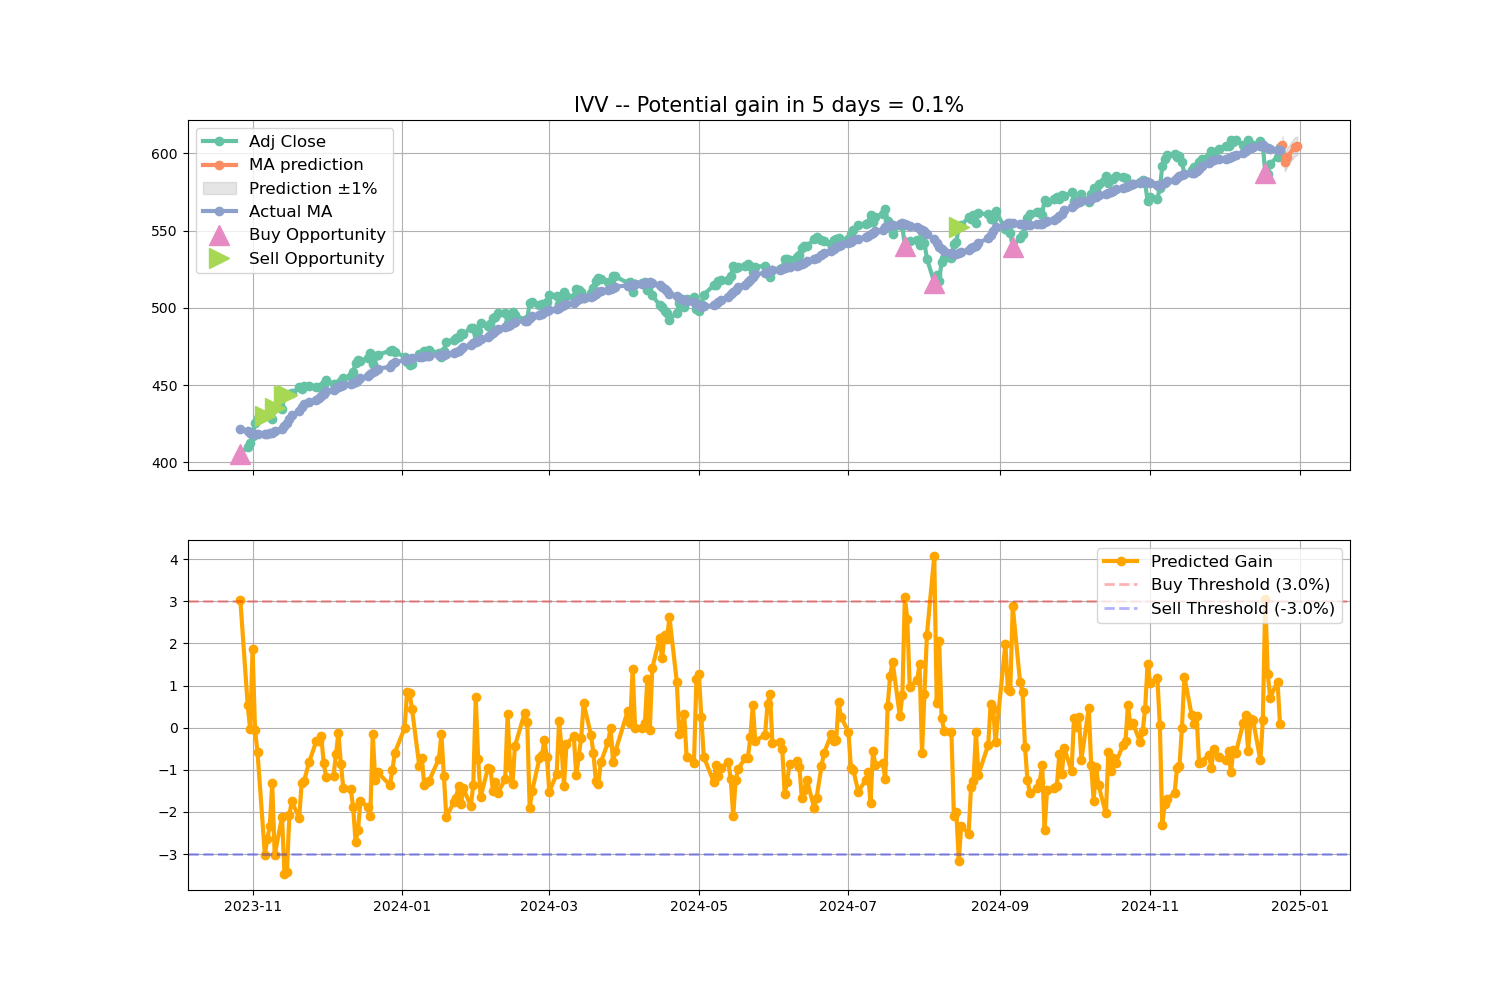 IVV -- Potential gain in 5 days = 0.1%
Adj Close
MA prediction
Prediction ±1%
Actual MA
Buy Opportunity
Sell Opportunity
600
550
500
450
400
Predicted Gain
Buy Threshold (3.0%)
Sell Threshold (-3.0%)
4
3
2
1
0
−1
−2
−3
2023-11
2024-01
2024-03
2024-05
2024-07
2024-09
2024-11
2025-01